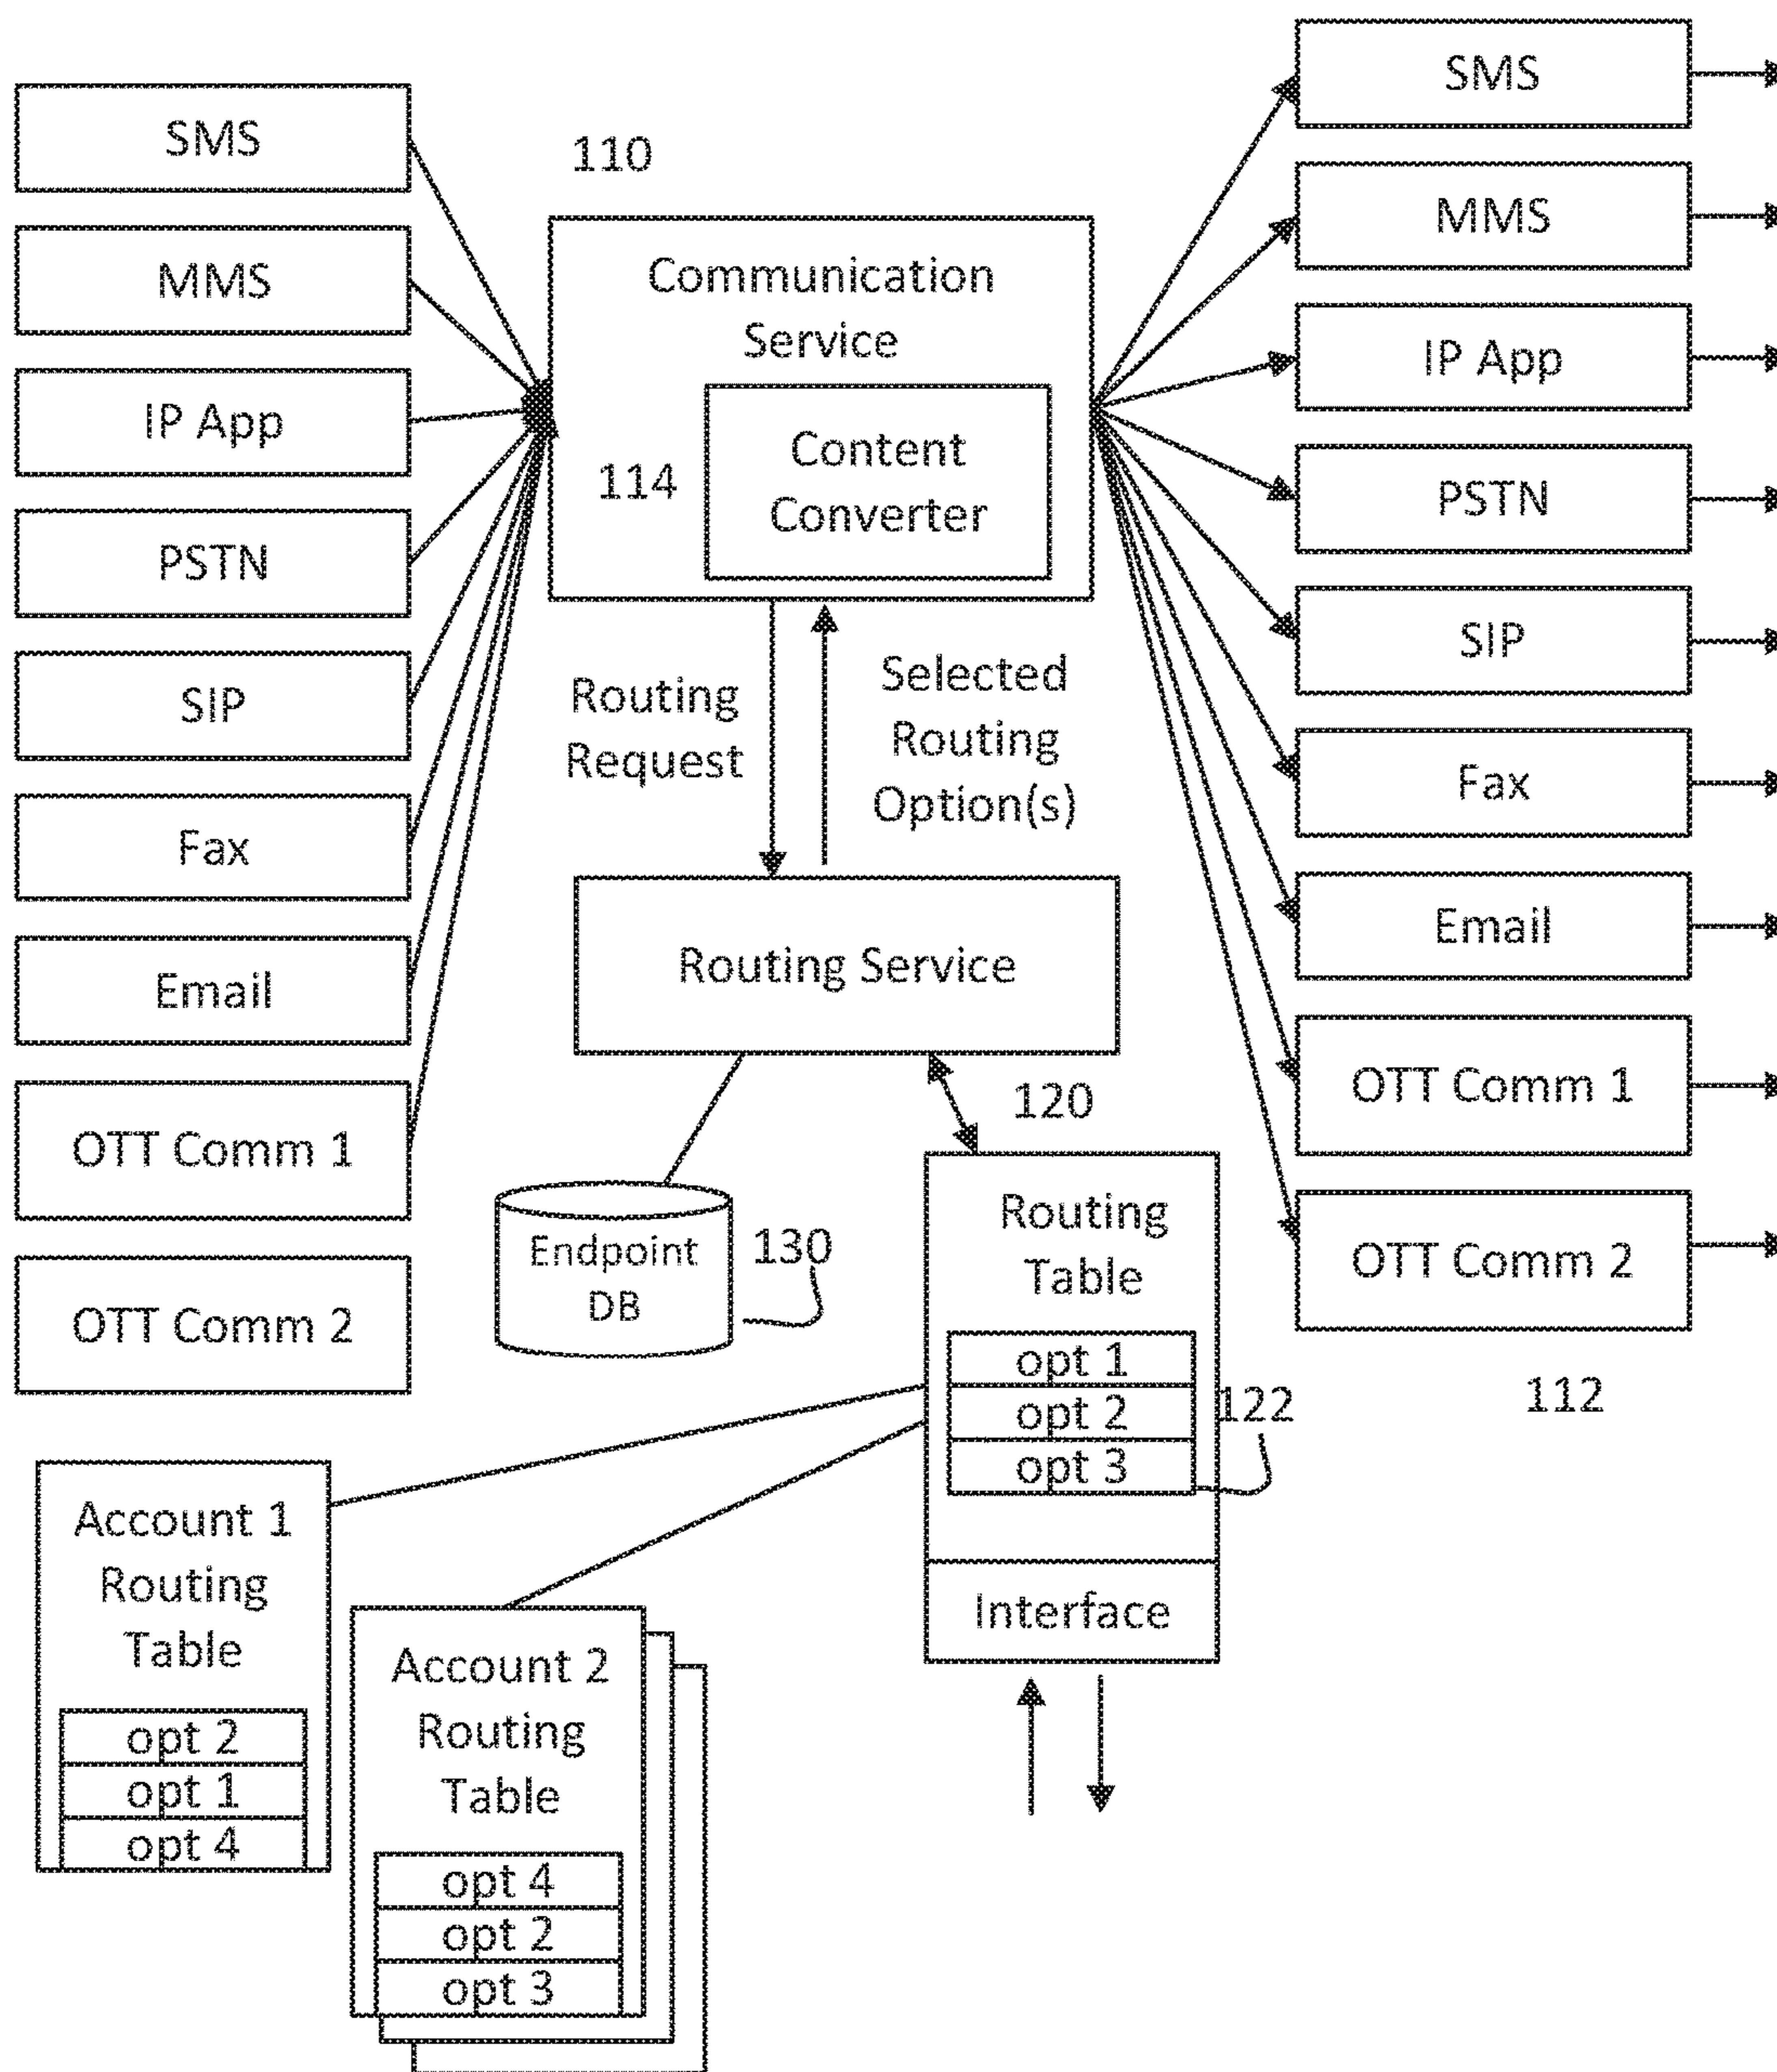 SMS
MMS
IP App
PSTN
SIP
Fax
Email
OTT Comm 1
OTT Comm 2
110
Communication
Service
114
Content
Converter
Routing
Request
Selected
Routing
Option(s)
Routing Service
120
Endpoint
DB
130
Routing
Table
opt 1
opt 2
opt 3
122
Interface
SMS
MMS
IP App
PSTN
SIP
Fax
Email
OTT Comm 1
OTT Comm 2
112
Account 1
Routing
Table
opt 2
opt 1
opt 4
Account 2
Routing
Table
opt 4
opt 2
opt 3